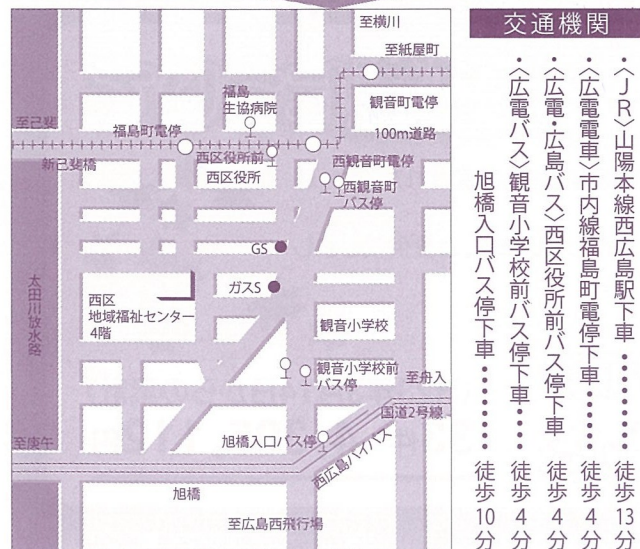 至横川
至紙屋町
福島
生協病院
観音町電停
至己斐
福島町電停
100m道路
新己斐橋
西区役所前
西観音町電停
西区役所
西観音町
バス停
GS
ガスS
太田川放水路
西区
地域福祉センター
4階
観音小学校
観音小学校前
バス停
至舟入
国道2号線
至庚午
旭橋入口バス停
西広島バイパス
旭橋
至広島西飛行場
交通機関
・〈JR〉山陽本線西広島駅下車 ……… 徒歩13分
・〈広電電車〉市内線福島町電停下車 …… 徒歩4分
・〈広電・広島バス〉西区役所前バス停下車 徒歩4分
・〈広電バス〉観音小学校前バス停下車 …… 徒歩4分
旭橋入口バス停下車 ……… 徒歩10分